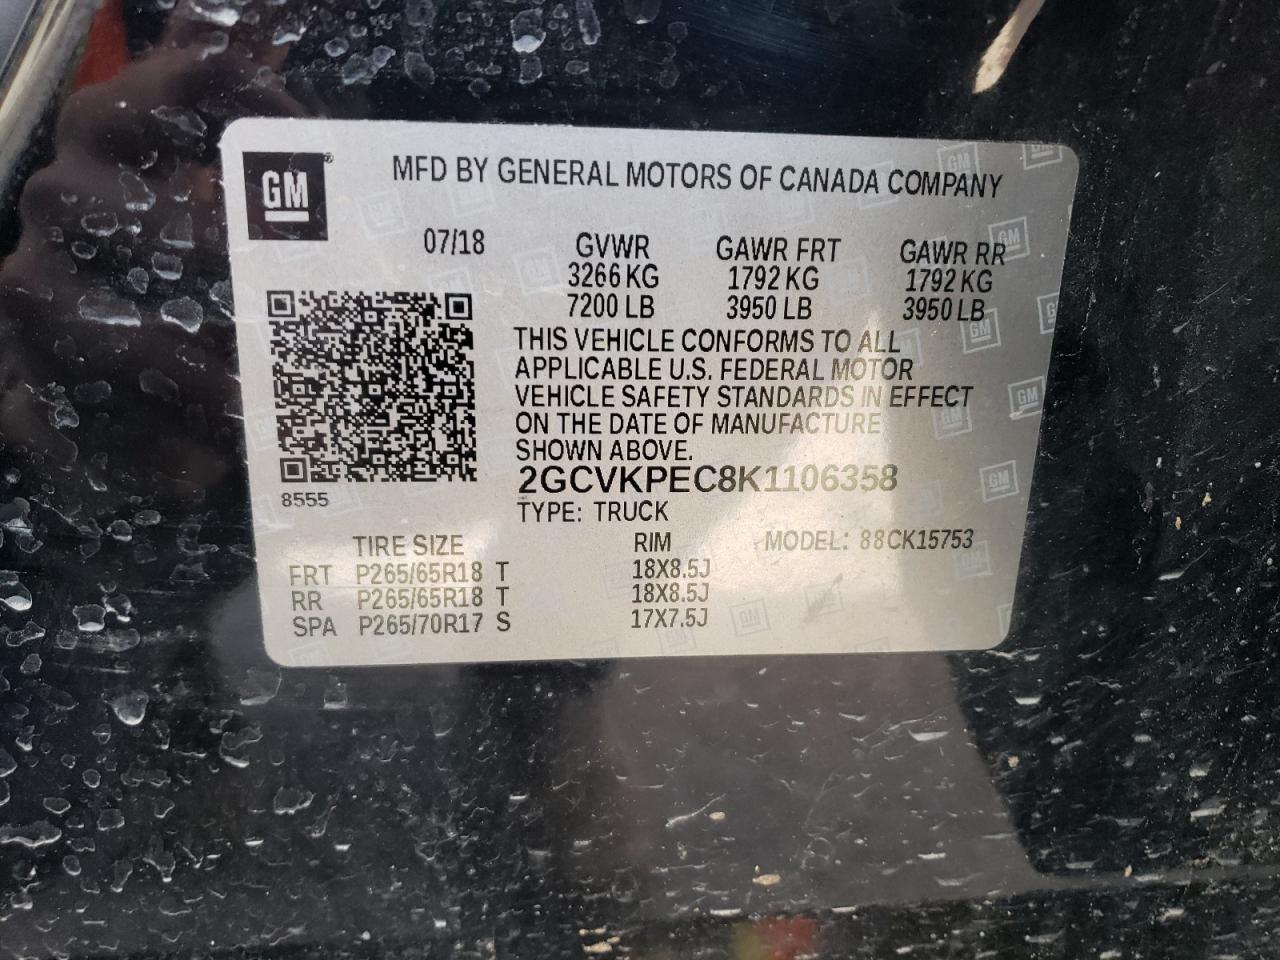 GM
MFD BY GENERAL MOTORS OF CANADA COMPANY
07/18 GVWR GAWR FRT GAWR RR
3266 KG 1792 KG 1792 KG
7200 LB 3950 LB 3950 LB
THIS VEHICLE CONFORMS TO ALL
APPLICABLE U.S. FEDERAL MOTOR
VEHICLE SAFETY STANDARDS IN EFFECT
ON THE DATE OF MANUFACTURE
SHOWN ABOVE.
2GCVKPEC8K1106358
8555
TYPE: TRUCK
TIRE SIZE RIM MODEL: 88CK15753
FRT P265/65R18 T 18X8.5J
RR P265/65R18 T 18X8.5J
SPA P265/70R17 S 17X7.5J